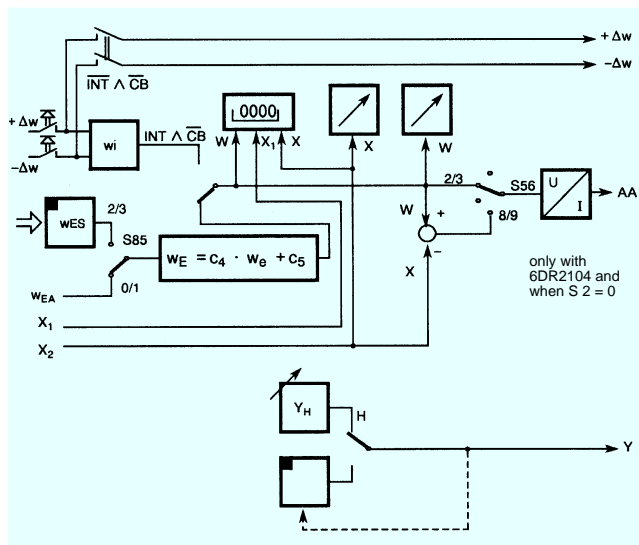 + Δw
−Δw
INT ∧ CB
0000
+ Δw
−Δw
wi
INT ∧ CB
W
X1
X
X
W
2/3
S56
U
I
AA
WES
2/3
S85
0/1
WE = C4 · We + C5
W
+
−
8/9
X
only with
6DR2104 and
when S 2 = 0
WEA
X1
X2
YH
H
Y